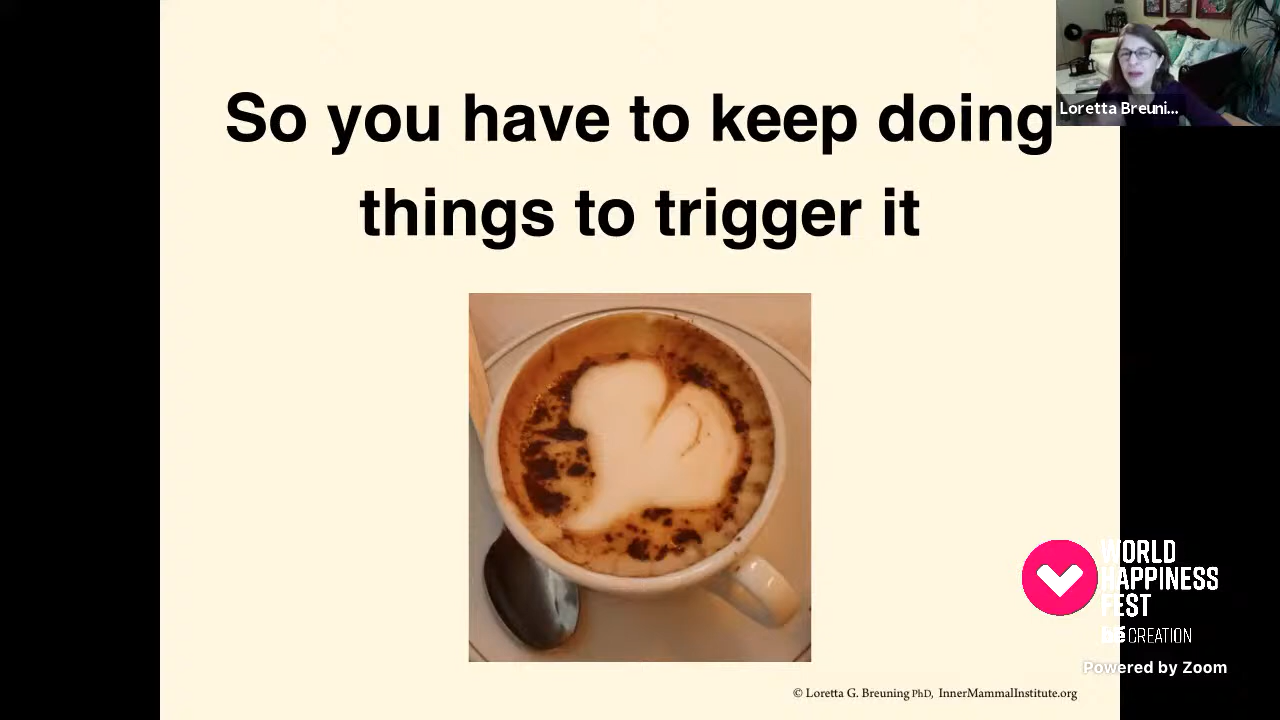 So you have to keep doing
things to trigger it
Loretta Breuni...
WORLD
HAPPINESS
FEST
bē CREATION
Powered by Zoom
© Loretta G. Breuning PhD, InnerMammalInstitute.org